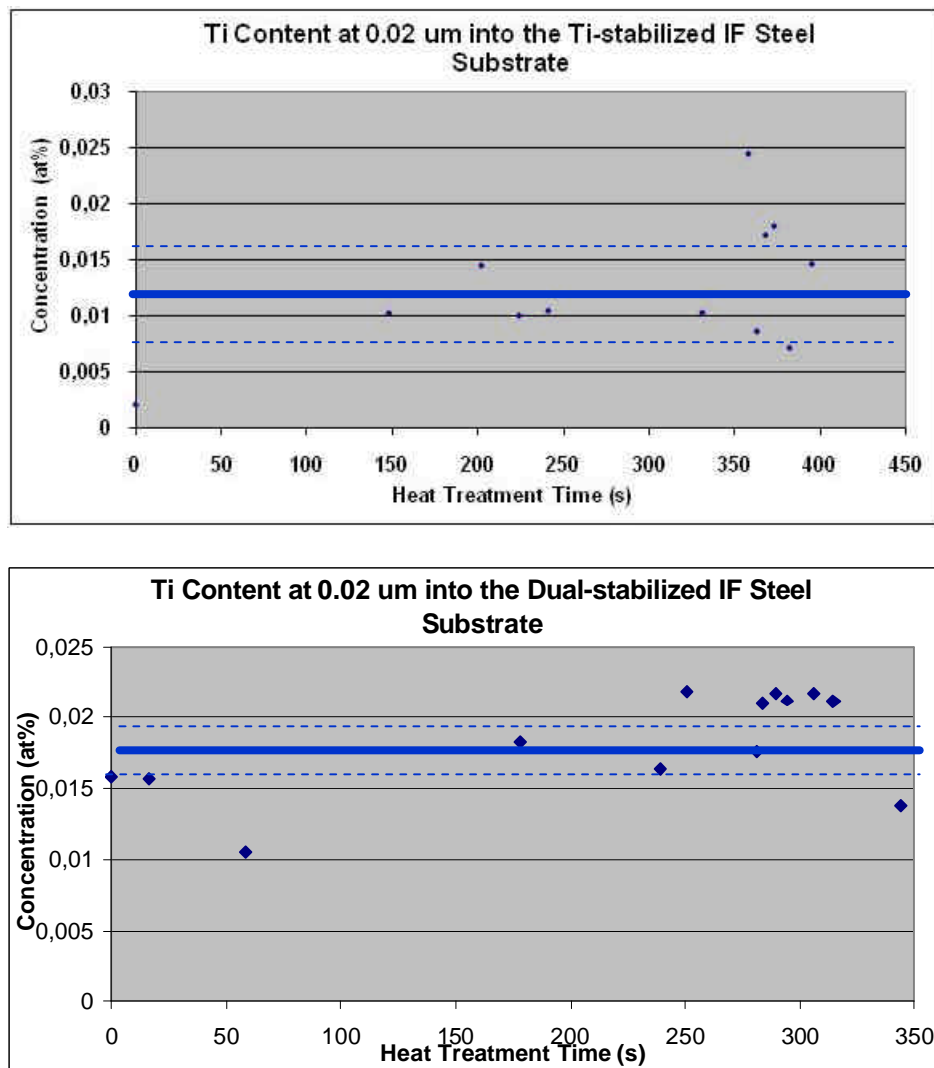 Ti Content at 0.02 um into the Ti-stabilized IF Steel
Substrate
Concentration (at%)
0,03
0,025
0,02
0,015
0,01
0,005
0
0 50 100 150 200 250 300 350 400 450
Heat Treatment Time (s)
Ti Content at 0.02 um into the Dual-stabilized IF Steel
Substrate
Concentration (at%)
0,025
0,02
0,015
0,01
0,005
0
0 50 100 150 200 250 300 350
Heat Treatment Time (s)